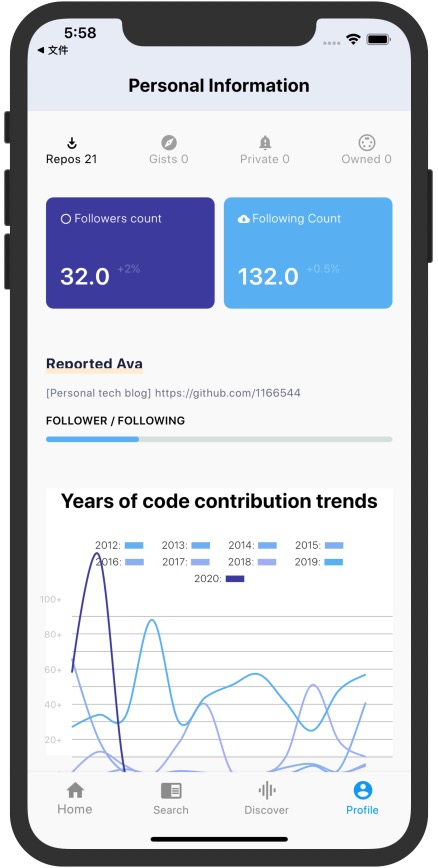 5:58
◀ 文件
Personal Information
Repos 21 Gists 0 Private 0 Owned 0
Followers count Following Count
32.0 +2% 132.0 +0.5%
Reported Ava
[Personal tech blog] https://github.com/1166544
FOLLOWER / FOLLOWING
Years of code contribution trends
2012: 2013: 2014: 2015:
2016: 2017: 2018: 2019:
2020:
100+
80+
60+
40+
20+
Home Search Discover Profile